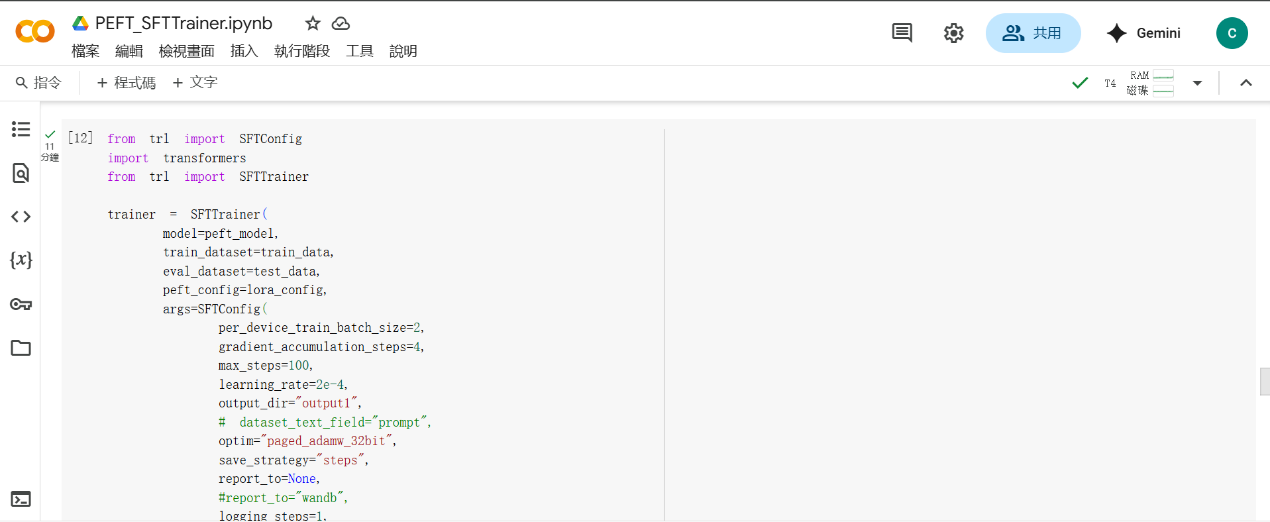 PEFT_SFTTrainer.ipynb
檔案 編輯 檢視畫面 插入 執行階段 工具 說明
共用
Gemini
C
指令 + 程式碼 + 文字
T4
RAM
磁碟
11
分鐘
[12]
from trl import SFTConfig
import transformers
from trl import SFTTrainer
trainer = SFTTrainer(
model=peft_model,
train_dataset=train_data,
eval_dataset=test_data,
peft_config=lora_config,
args=SFTConfig(
per_device_train_batch_size=2,
gradient_accumulation_steps=4,
max_steps=100,
learning_rate=2e-4,
output_dir="output1",
# dataset_text_field="prompt",
optim="paged_adamw_32bit",
save_strategy="steps",
report_to=None,
#report_to="wandb",
logging_steps=1,